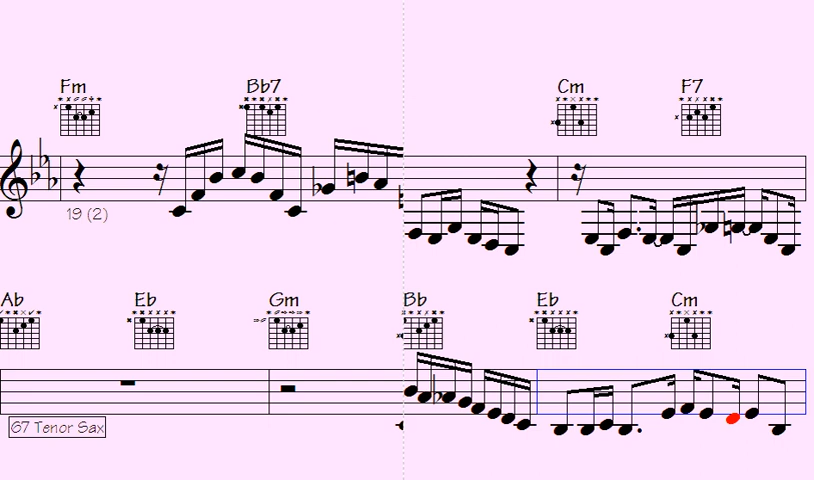 Fm Bb7 Cm F7
19 (2)
Ab Eb Gm Bb Eb Cm
67 Tenor Sax